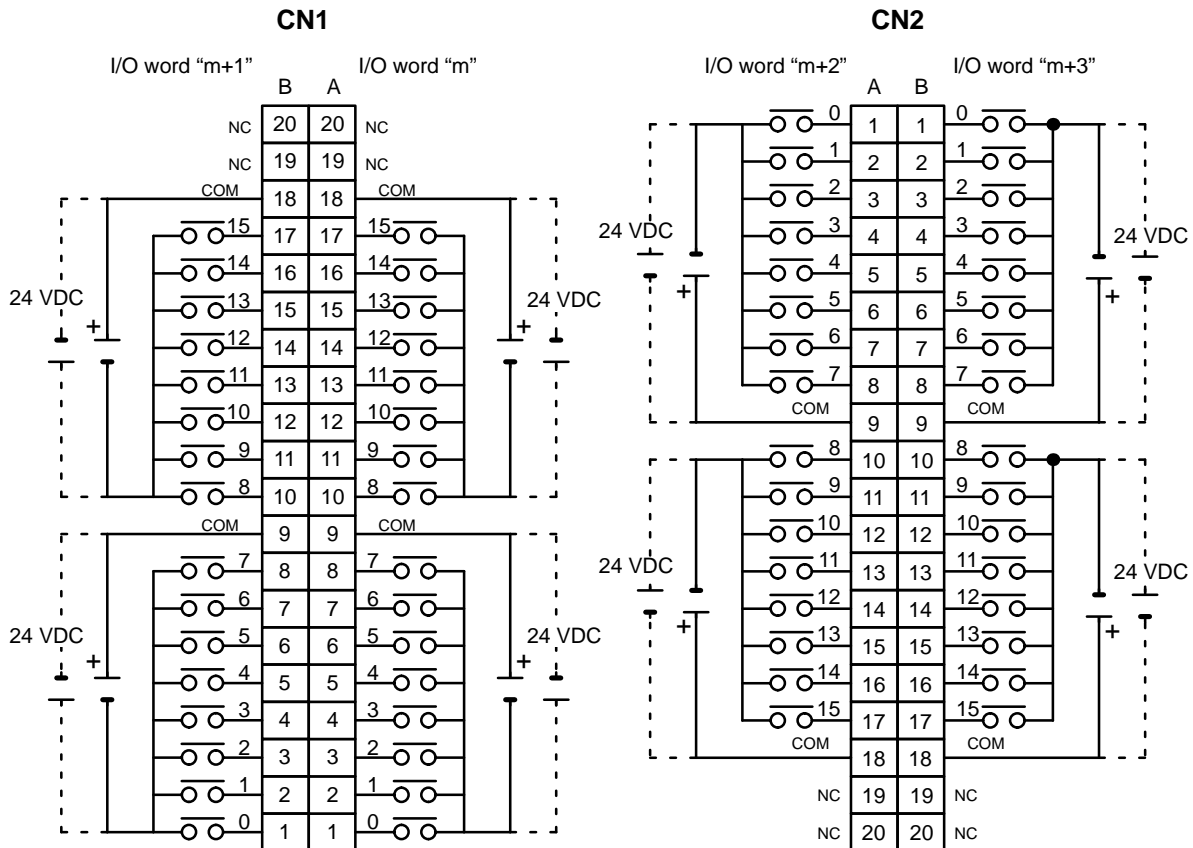 CN1
I/O word “m+1”
I/O word “m”
B A
NC 20 20 NC
NC 19 19 NC
COM 18 18 COM
15 17 17 15
14 16 16 14
24 VDC 13 15 15 13 24 VDC
+ 12 14 14 12 +
11 13 13 11
10 12 12 10
9 11 11 9
8 10 10 8
COM 9 9 COM
7 8 8 7
6 7 7 6
24 VDC 5 6 6 5 24 VDC
+ 4 5 5 4 +
3 4 4 3
2 3 3 2
1 2 2 1
0 1 1 0
CN2
I/O word “m+2”
I/O word “m+3”
A B
0 1 1 0
1 2 2 1
2 3 3 2
24 VDC 3 4 4 3 24 VDC
4 5 5 4
+ 5 6 6 5 +
6 7 7 6
7 8 8 7
COM 9 9 COM
8 10 10 8
9 11 11 9
10 12 12 10
24 VDC 11 13 13 11 24 VDC
12 14 14 12
+ 13 15 15 13 +
14 16 16 14
15 17 17 15
COM 18 18 COM
NC 19 19 NC
NC 20 20 NC